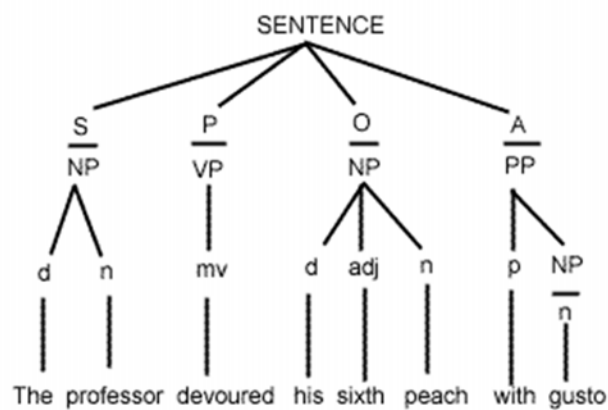 SENTENCE
S P O A
NP VP NP PP
d n mv d adj n p NP
n
The professor devoured his sixth peach with gusto